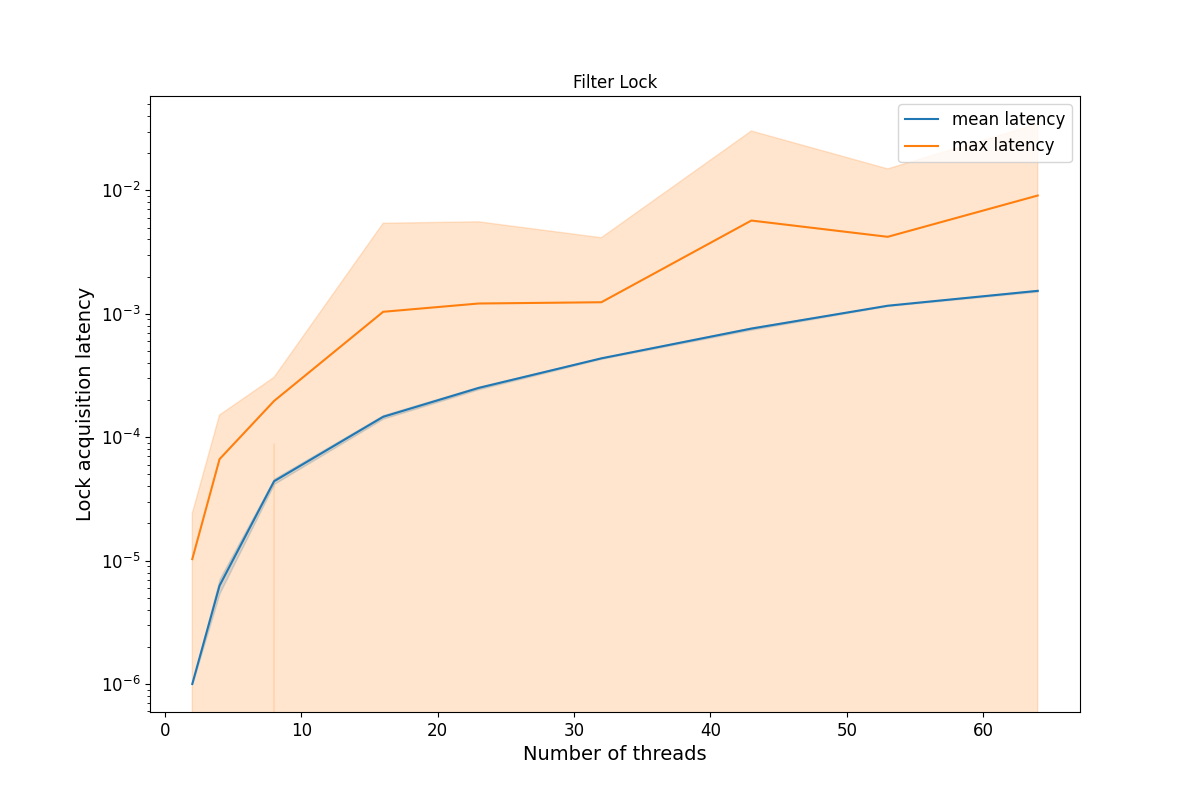 Filter Lock
mean latency
max latency
Lock acquisition latency
10^-2
10^-3
10^-4
10^-5
10^-6
0 10 20 30 40 50 60
Number of threads